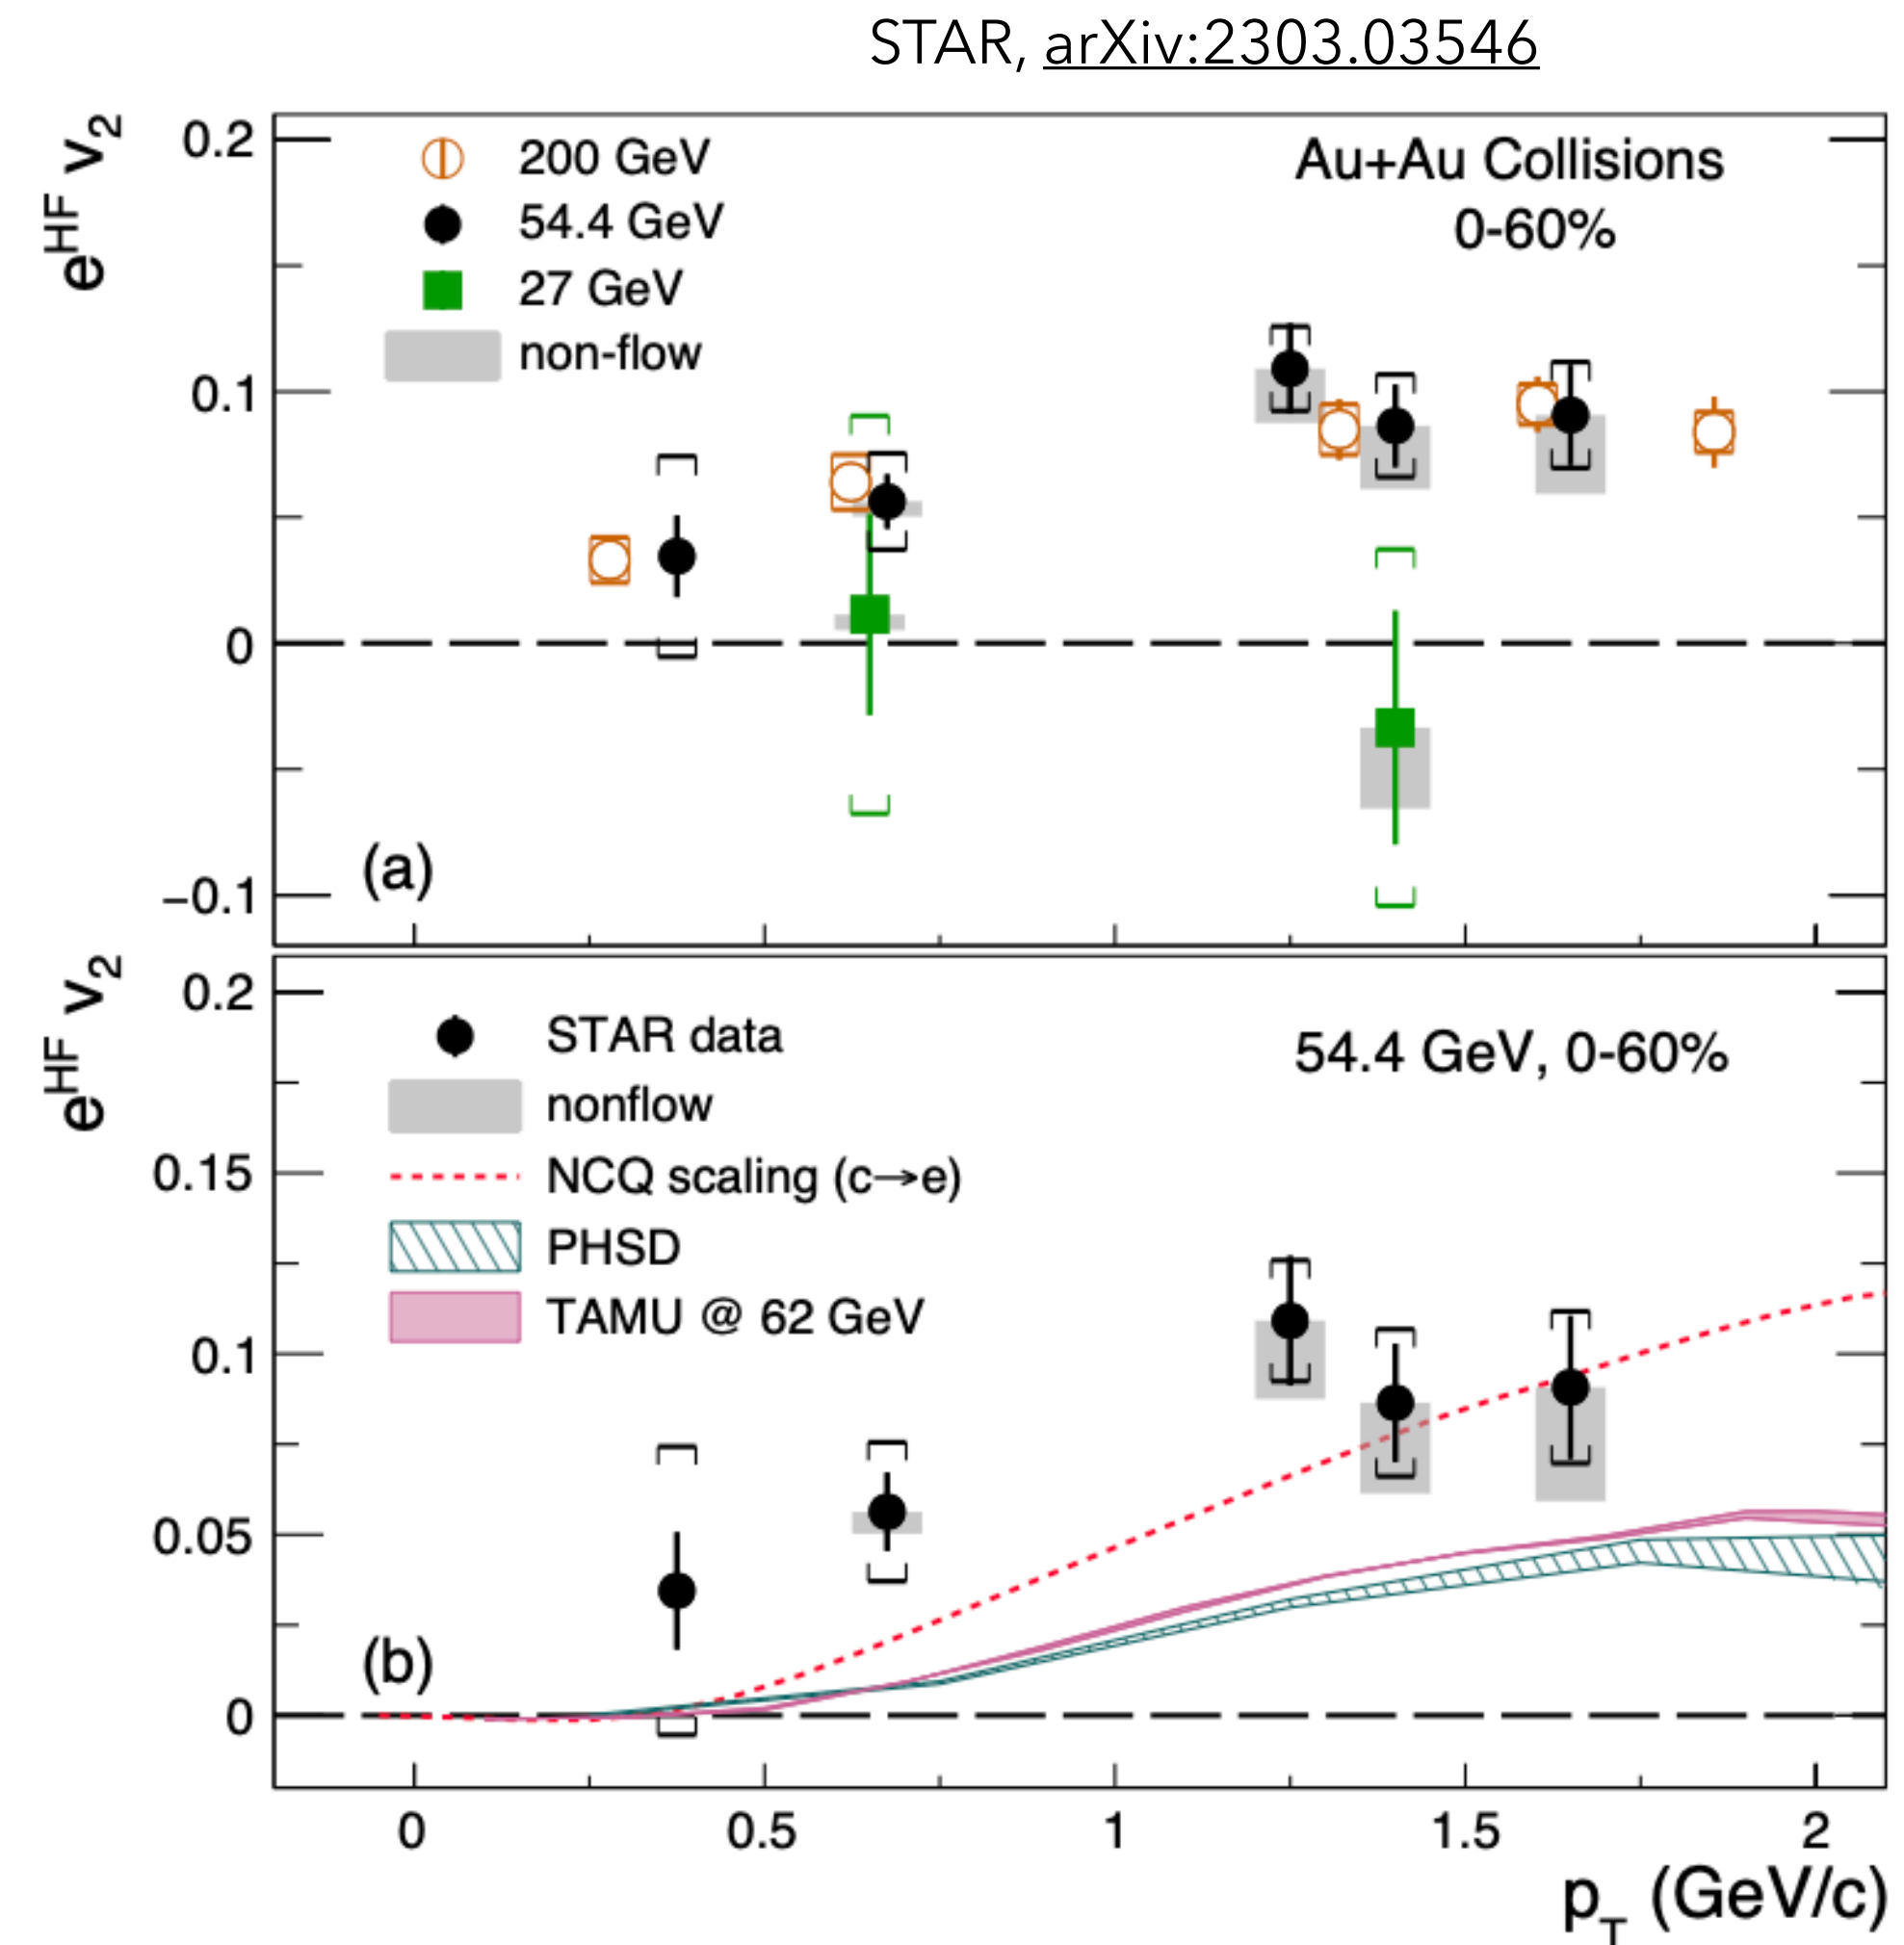 STAR, arXiv:2303.03546
e^HF v_2
0.2
0.1
0
−0.1
200 GeV
54.4 GeV
27 GeV
non-flow
Au+Au Collisions
0-60%
(a)
e^HF v_2
0.2
0.15
0.1
0.05
0
STAR data
nonflow
NCQ scaling (c→e)
PHSD
TAMU @ 62 GeV
54.4 GeV, 0-60%
(b)
0 0.5 1 1.5 2
p_T (GeV/c)